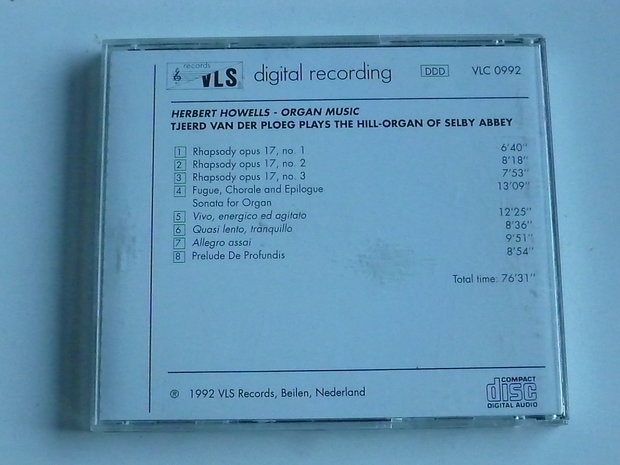 records
VLS digital recording DDD VLC 0992
HERBERT HOWELLS - ORGAN MUSIC
TJEERD VAN DER PLOEG PLAYS THE HILL-ORGAN OF SELBY ABBEY
1 Rhapsody opus 17, no. 1 6'40''
2 Rhapsody opus 17, no. 2 8'18''
3 Rhapsody opus 17, no. 3 7'53''
4 Fugue, Chorale and Epilogue 13'09''
Sonata for Organ
5 Vivo, energico ed agitato 12'25''
6 Quasi lento, tranquillo 8'36''
7 Allegro assai 9'51''
8 Prelude De Profundis 8'54''
Total time: 76'31''
℗ 1992 VLS Records, Beilen, Nederland
COMPACT
disc
DIGITAL AUDIO